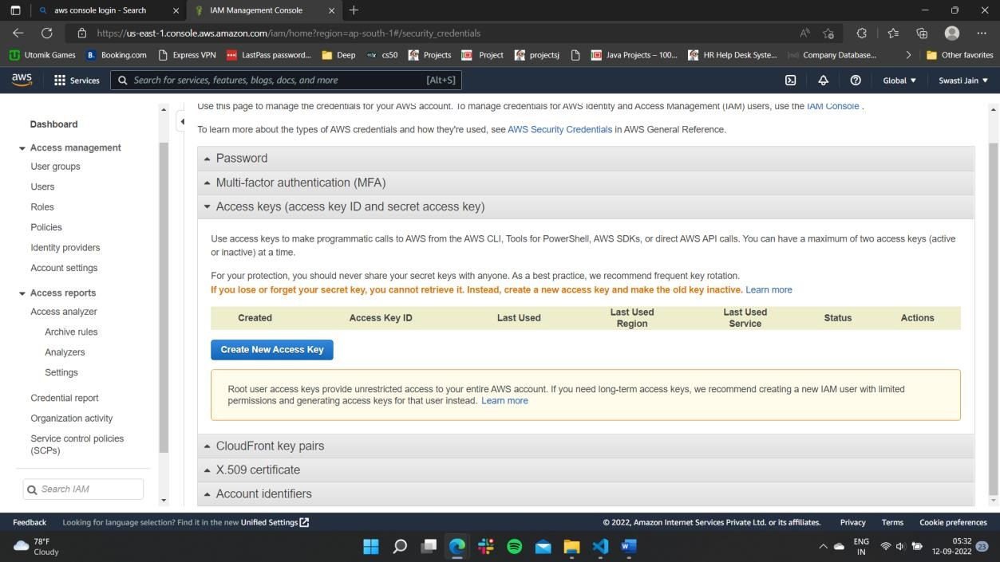 aws console login - Search
IAM Management Console
https://us-east-1.console.aws.amazon.com/iam/home?region=ap-south-1#/security_credentials
Utomik Games
Booking.com
Express VPN
LastPass password...
Deep
cs50
Projects
Project
projectsj
Java Projects – 100...
HR Help Desk Syste...
Company Database...
Other favorites
aws
Services
Search for services, features, blogs, docs, and more
[Alt+S]
Global
Swasti Jain
Dashboard
Access management
User groups
Users
Roles
Policies
Identity providers
Account settings
Access reports
Access analyzer
Archive rules
Analyzers
Settings
Credential report
Organization activity
Service control policies
(SCPs)
Search IAM
Use this page to manage the credentials for your AWS account. To manage credentials for AWS Identity and Access Management (IAM) users, use the IAM Console .
To learn more about the types of AWS credentials and how they're used, see AWS Security Credentials in AWS General Reference.
Password
Multi-factor authentication (MFA)
Access keys (access key ID and secret access key)
Use access keys to make programmatic calls to AWS from the AWS CLI, Tools for PowerShell, AWS SDKs, or direct AWS API calls. You can have a maximum of two access keys (active
or inactive) at a time.
For your protection, you should never share your secret keys with anyone. As a best practice, we recommend frequent key rotation.
If you lose or forget your secret key, you cannot retrieve it. Instead, create a new access key and make the old key inactive. Learn more
Created
Access Key ID
Last Used
Last Used
Region
Last Used
Service
Status
Actions
Create New Access Key
Root user access keys provide unrestricted access to your entire AWS account. If you need long-term access keys, we recommend creating a new IAM user with limited
permissions and generating access keys for that user instead. Learn more
CloudFront key pairs
X.509 certificate
Account identifiers
Feedback
Looking for language selection? Find it in the new Unified Settings
© 2022, Amazon Internet Services Private Ltd. or its affiliates.
Privacy
Terms
Cookie preferences
78°F
Cloudy
ENG
IN
05:32
12-09-2022
23